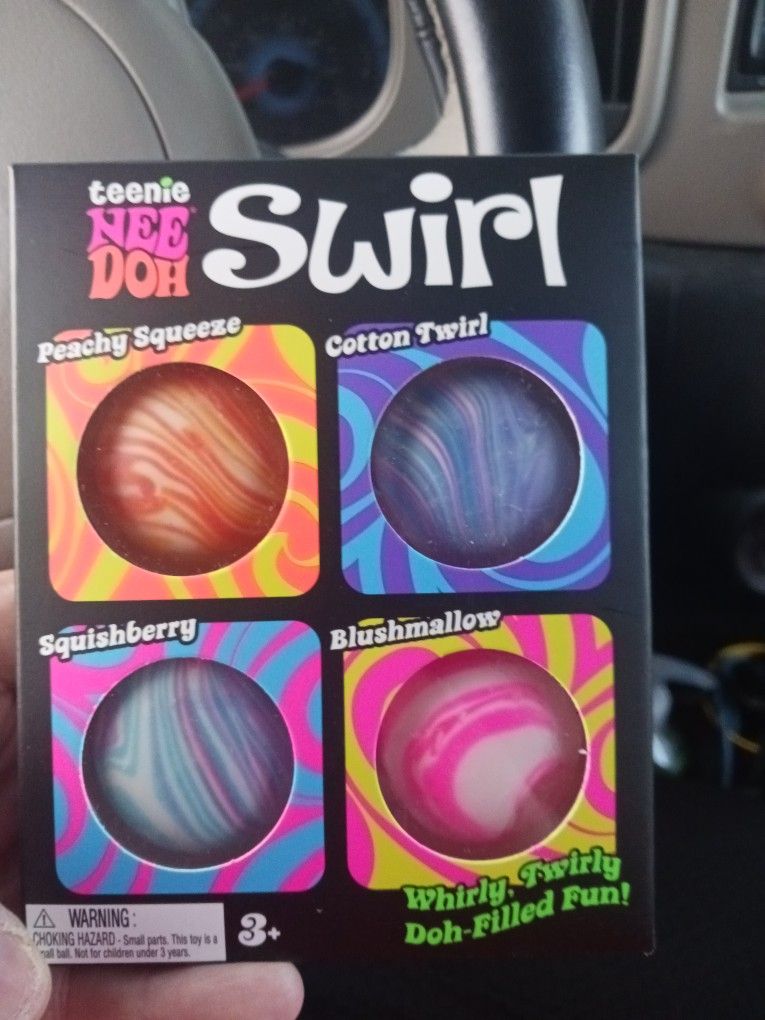 teenie
NEE
DOH
Swirl
Peachy Squeeze
Cotton Twirl
Squishberry
Blushmallow
Whirly, Twirly
Doh-Filled Fun!
WARNING:
CHOKING HAZARD - Small parts. This toy is a
small ball. Not for children under 3 years.
3+